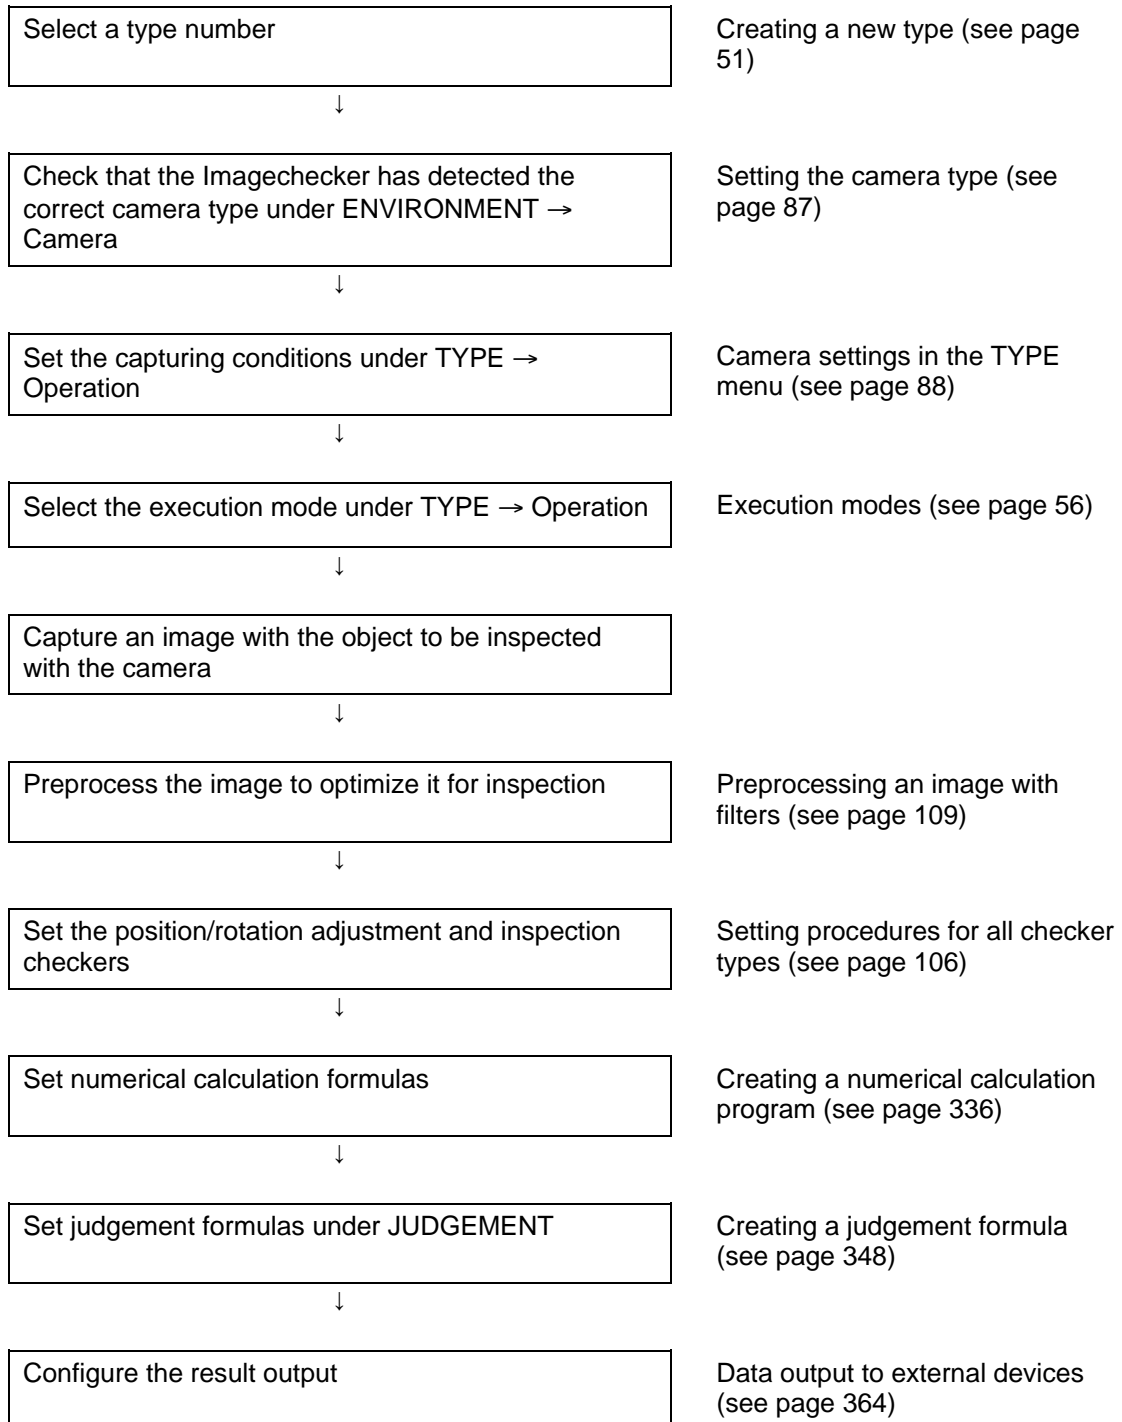 Select a type number
Creating a new type (see page
51)
↓
Check that the Imagechecker has detected the
correct camera type under ENVIRONMENT →
Camera
Setting the camera type (see
page 87)
↓
Set the capturing conditions under TYPE →
Operation
Camera settings in the TYPE
menu (see page 88)
↓
Select the execution mode under TYPE → Operation
Execution modes (see page 56)
↓
Capture an image with the object to be inspected
with the camera
↓
Preprocess the image to optimize it for inspection
Preprocessing an image with
filters (see page 109)
↓
Set the position/rotation adjustment and inspection
checkers
Setting procedures for all checker
types (see page 106)
↓
Set numerical calculation formulas
Creating a numerical calculation
program (see page 336)
↓
Set judgement formulas under JUDGEMENT
Creating a judgement formula
(see page 348)
↓
Configure the result output
Data output to external devices
(see page 364)